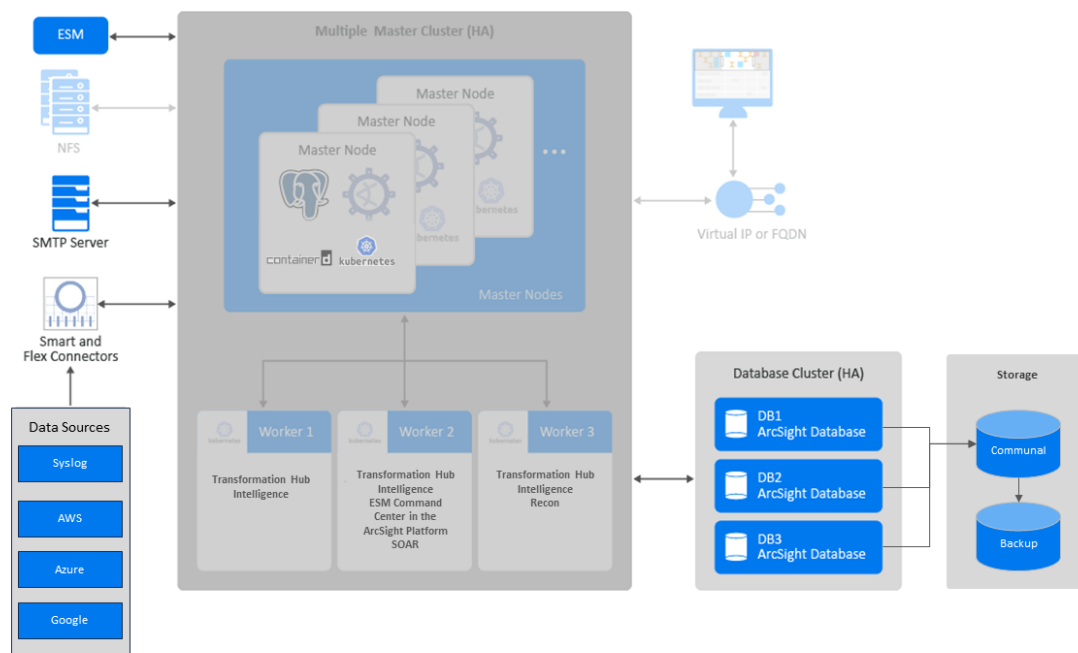 ESM
NFS
SMTP Server
Smart and
Flex Connectors
Data Sources
Syslog
AWS
Azure
Google
Multiple Master Cluster (HA)
Master Node
Master Node
Master Node
...
kubernetes
kubernetes
containerd
kubernetes
Master Nodes
kubernetes
Worker 1
Transformation Hub
Intelligence
kubernetes
Worker 2
Transformation Hub
Intelligence
ESM Command
Center in the
ArcSight Platform
SOAR
kubernetes
Worker 3
Transformation Hub
Intelligence
Recon
Virtual IP or FQDN
Database Cluster (HA)
DB1
ArcSight Database
DB2
ArcSight Database
DB3
ArcSight Database
Storage
Communal
Backup